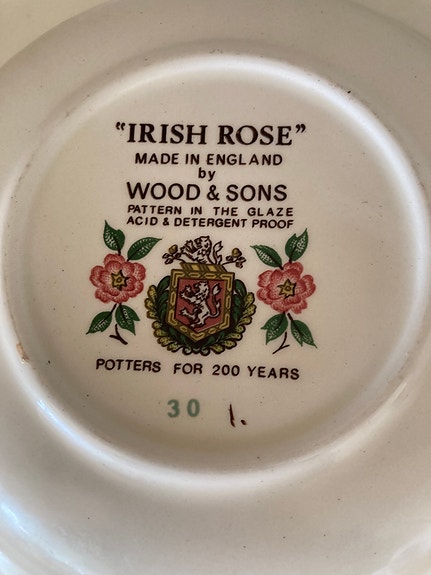 "IRISH ROSE"
MADE IN ENGLAND
by
WOOD & SONS
PATTERN IN THE GLAZE
ACID & DETERGENT PROOF
POTTERS FOR 200 YEARS
30 1.